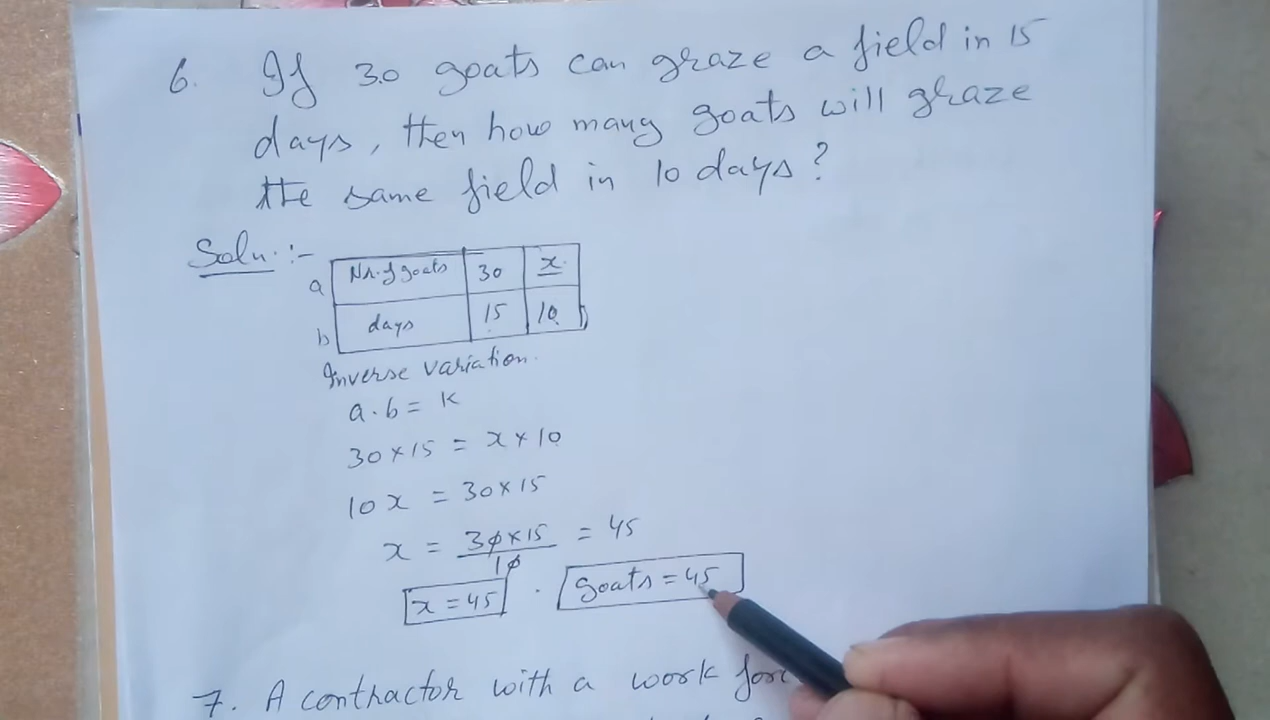 6. If 30 goats can graze a field in 15
days, then how many goats will graze
the same field in 10 days?
Soln. :-
a No. of goats 30 x
b days 15 10
Inverse variation.
a.b = k
30 × 15 = x × 10
10x = 30 × 15
x = 30×15/10 = 45
x = 45 . goats = 45
7. A contractor with a work